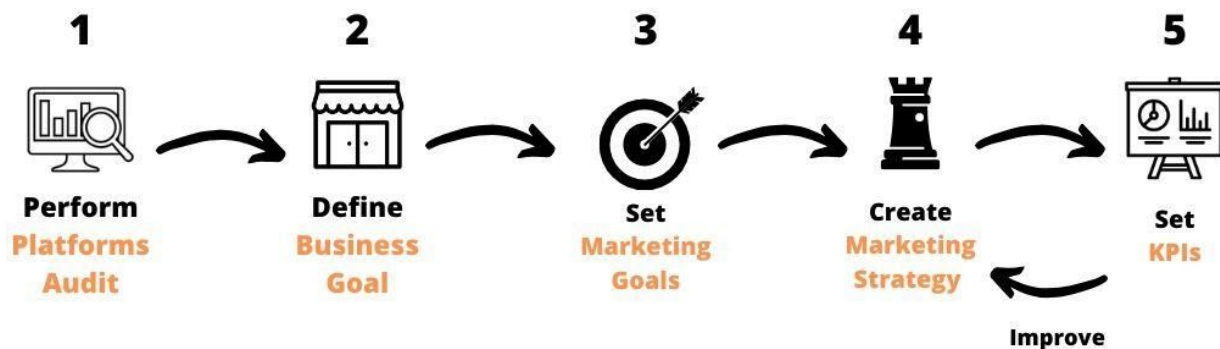 1
Perform
Platforms
Audit
2
Define
Business
Goal
3
Set
Marketing
Goals
4
Create
Marketing
Strategy
5
Set
KPIs
Improve